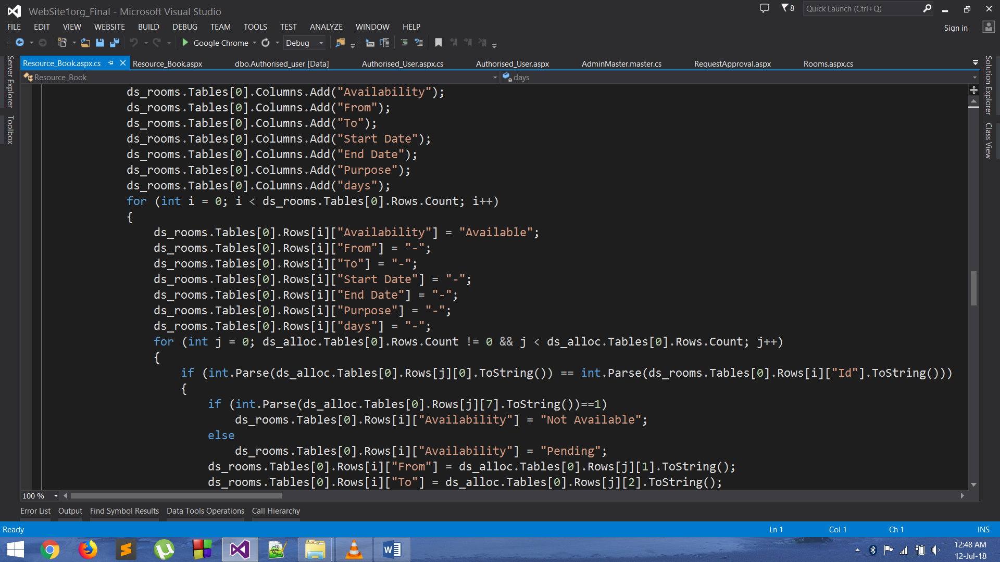 WebSite1org_Final - Microsoft Visual Studio
8
Quick Launch (Ctrl+Q)
FILE EDIT VIEW WEBSITE BUILD DEBUG TEAM TOOLS TEST ANALYZE WINDOW HELP
Sign in
Google Chrome Debug
Server Explorer
Toolbox
Resource_Book.aspx.cs Resource_Book.aspx dbo.Authorised_user [Data] Authorised_User.aspx.cs Authorised_User.aspx AdminMaster.master.cs RequestApproval.aspx Rooms.aspx.cs
Resource_Book days
Solution Explorer
Class View
ds_rooms.Tables[0].Columns.Add("Availability");
ds_rooms.Tables[0].Columns.Add("From");
ds_rooms.Tables[0].Columns.Add("To");
ds_rooms.Tables[0].Columns.Add("Start Date");
ds_rooms.Tables[0].Columns.Add("End Date");
ds_rooms.Tables[0].Columns.Add("Purpose");
ds_rooms.Tables[0].Columns.Add("days");
for (int i = 0; i < ds_rooms.Tables[0].Rows.Count; i++)
{
ds_rooms.Tables[0].Rows[i]["Availability"] = "Available";
ds_rooms.Tables[0].Rows[i]["From"] = "-";
ds_rooms.Tables[0].Rows[i]["To"] = "-";
ds_rooms.Tables[0].Rows[i]["Start Date"] = "-";
ds_rooms.Tables[0].Rows[i]["End Date"] = "-";
ds_rooms.Tables[0].Rows[i]["Purpose"] = "-";
ds_rooms.Tables[0].Rows[i]["days"] = "-";
for (int j = 0; ds_alloc.Tables[0].Rows.Count != 0 && j < ds_alloc.Tables[0].Rows.Count; j++)
{
if (int.Parse(ds_alloc.Tables[0].Rows[j][0].ToString()) == int.Parse(ds_rooms.Tables[0].Rows[i]["Id"].ToString()))
{
if (int.Parse(ds_alloc.Tables[0].Rows[j][7].ToString())==1)
ds_rooms.Tables[0].Rows[i]["Availability"] = "Not Available";
else
ds_rooms.Tables[0].Rows[i]["Availability"] = "Pending";
ds_rooms.Tables[0].Rows[i]["From"] = ds_alloc.Tables[0].Rows[j][1].ToString();
ds_rooms.Tables[0].Rows[i]["To"] = ds_alloc.Tables[0].Rows[j][2].ToString();
100 %
Error List Output Find Symbol Results Data Tools Operations Call Hierarchy
Ready Ln 1 Col 1 Ch 1 INS
12:48 AM
12-Jul-18